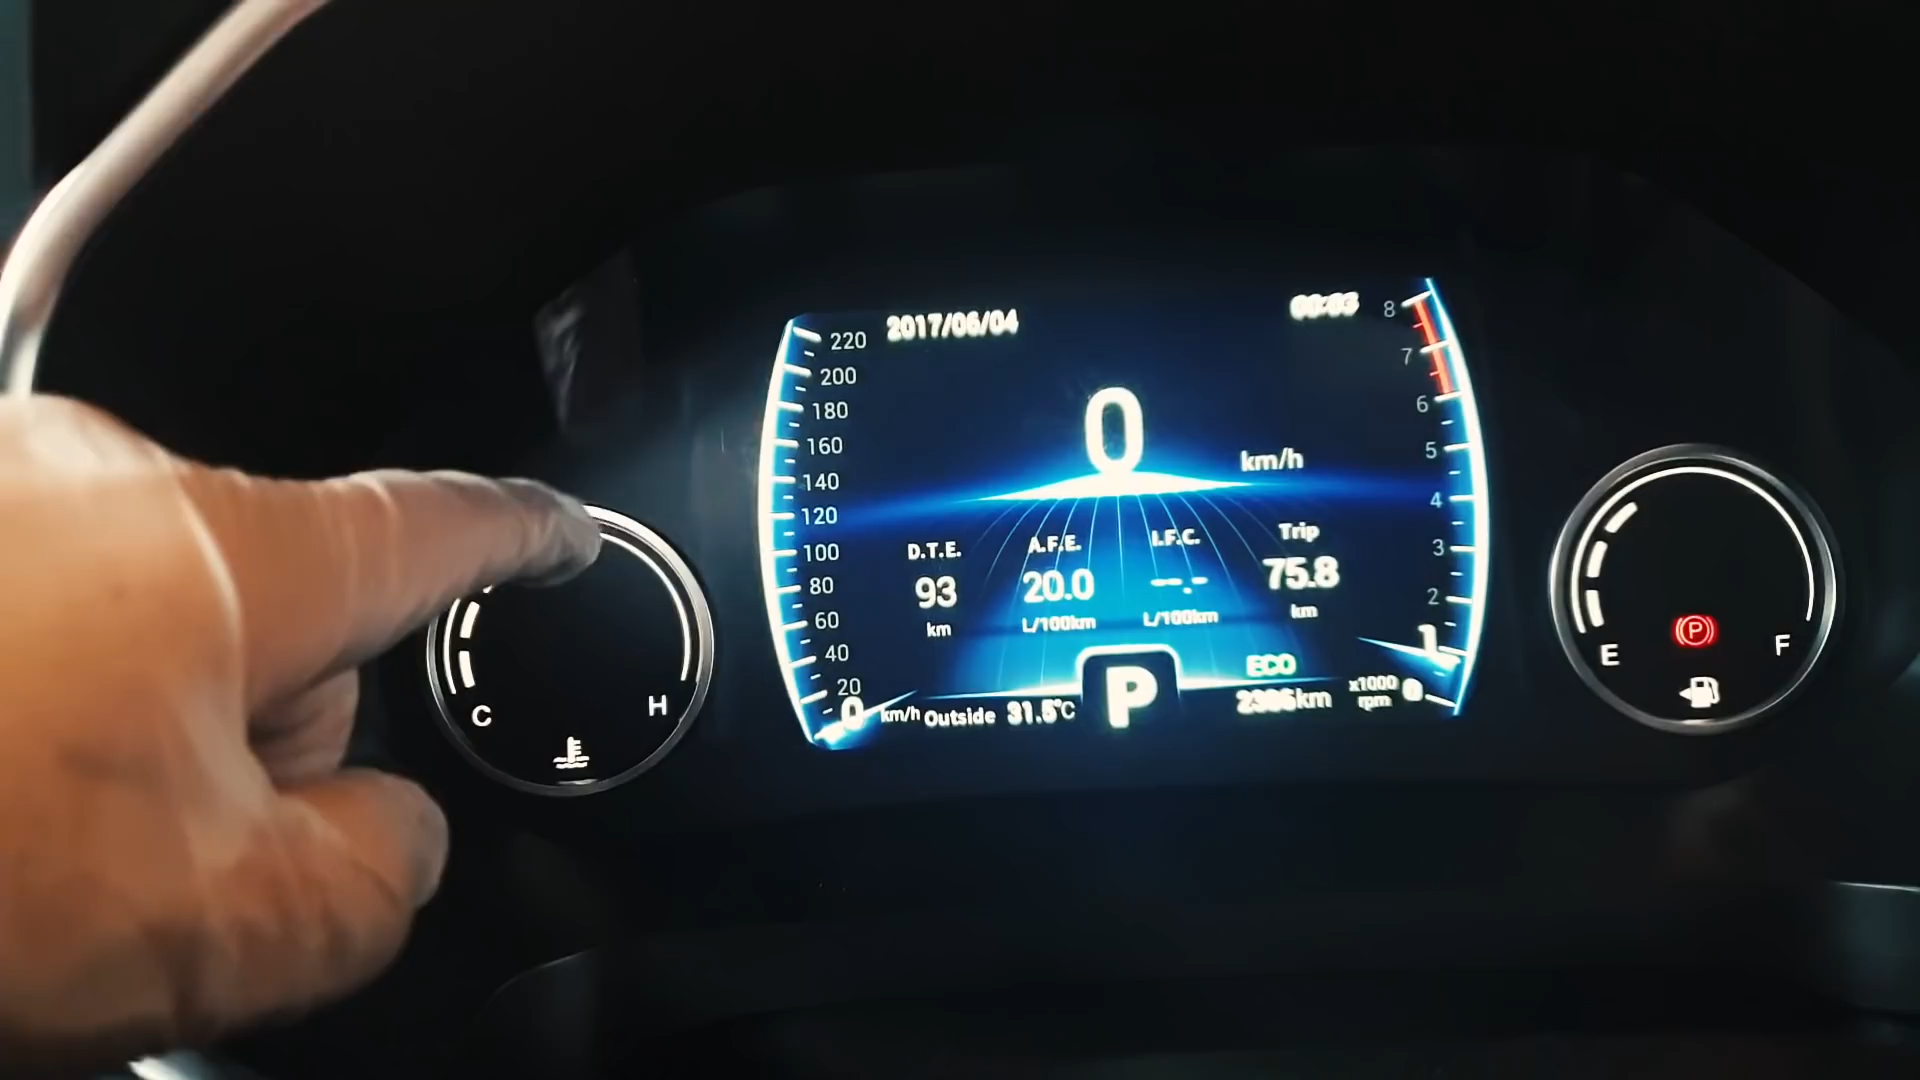 2017/06/04
220
200
180
160
140
120
100
80
60
40
20
0 km/h
0
km/h
D.T.E.
93
km
A.F.E.
20.0
L/100km
I.F.C.
--.-
L/100km
Trip
75.8
km
Outside 31.5°C
P
ECO
km
8
7
6
5
4
3
2
1
0
x1000
rpm
C
H
E
F
P